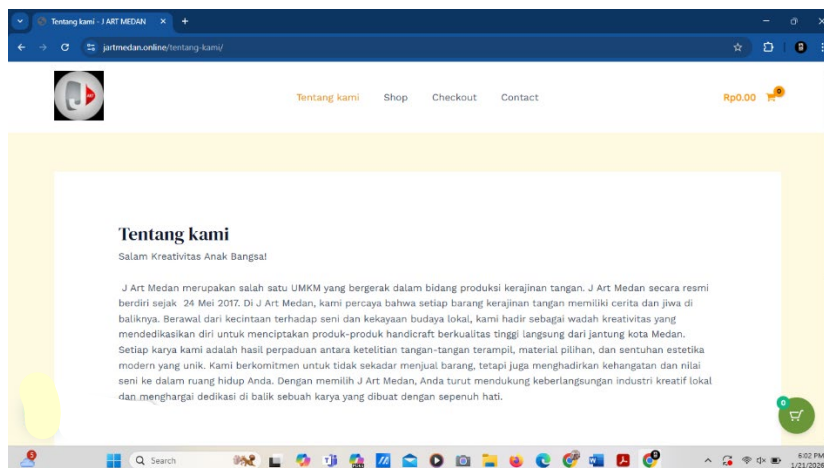 Tentang kami - J ART MEDAN
jartmedan.online/tentang-kami/
J
ART
Tentang kami
Shop
Checkout
Contact
Rp0.00
0
Tentang kami
Salam Kreativitas Anak Bangsa!
J Art Medan merupakan salah satu UMKM yang bergerak dalam bidang produksi kerajinan tangan. J Art Medan secara resmi
berdiri sejak 24 Mei 2017. Di J Art Medan, kami percaya bahwa setiap barang kerajinan tangan memiliki cerita dan jiwa di
baliknya. Berawal dari kecintaan terhadap seni dan kekayaan budaya lokal, kami hadir sebagai wadah kreativitas yang
mendedikasikan diri untuk menciptakan produk-produk handicraft berkualitas tinggi langsung dari jantung kota Medan.
Setiap karya kami adalah hasil perpaduan antara ketelitian tangan-tangan terampil, material pilihan, dan sentuhan estetika
modern yang unik. Kami berkomitmen untuk tidak sekadar menjual barang, tetapi juga menghadirkan kehangatan dan nilai
seni ke dalam ruang hidup Anda. Dengan memilih J Art Medan, Anda turut mendukung keberlangsungan industri kreatif lokal
dan menghargai dedikasi di balik sebuah karya yang dibuat dengan sepenuh hati.
0
Search
6:02 PM